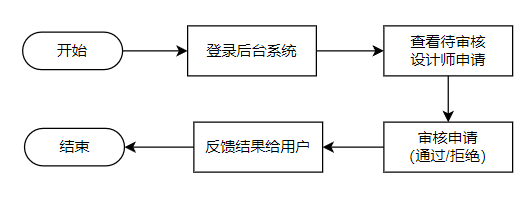 开始
登录后台系统
查看待审核
设计师申请
审核申请
(通过/拒绝)
反馈结果给用户
结束